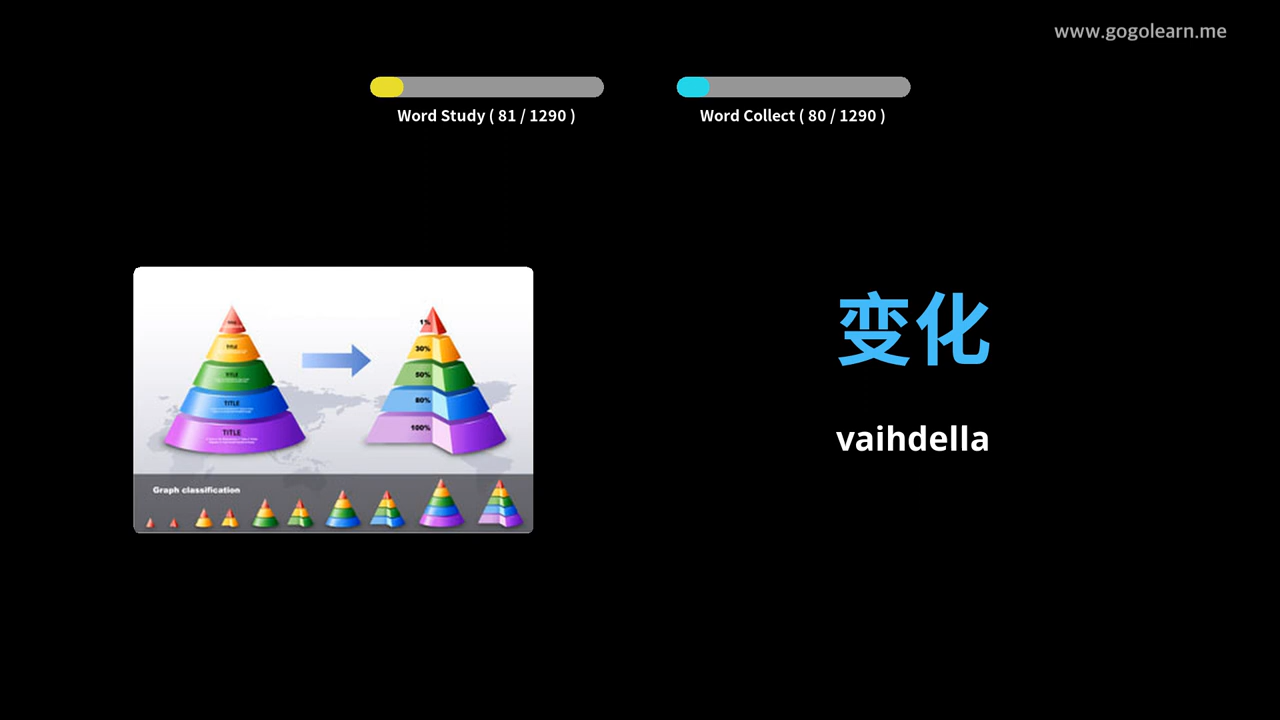 www.gogolearn.me
Word Study ( 81 / 1290 )
Word Collect ( 80 / 1290 )
变化
vaihdella
TITLE
TITLE
TITLE
TITLE
1%
30%
50%
80%
100%
Graph classification